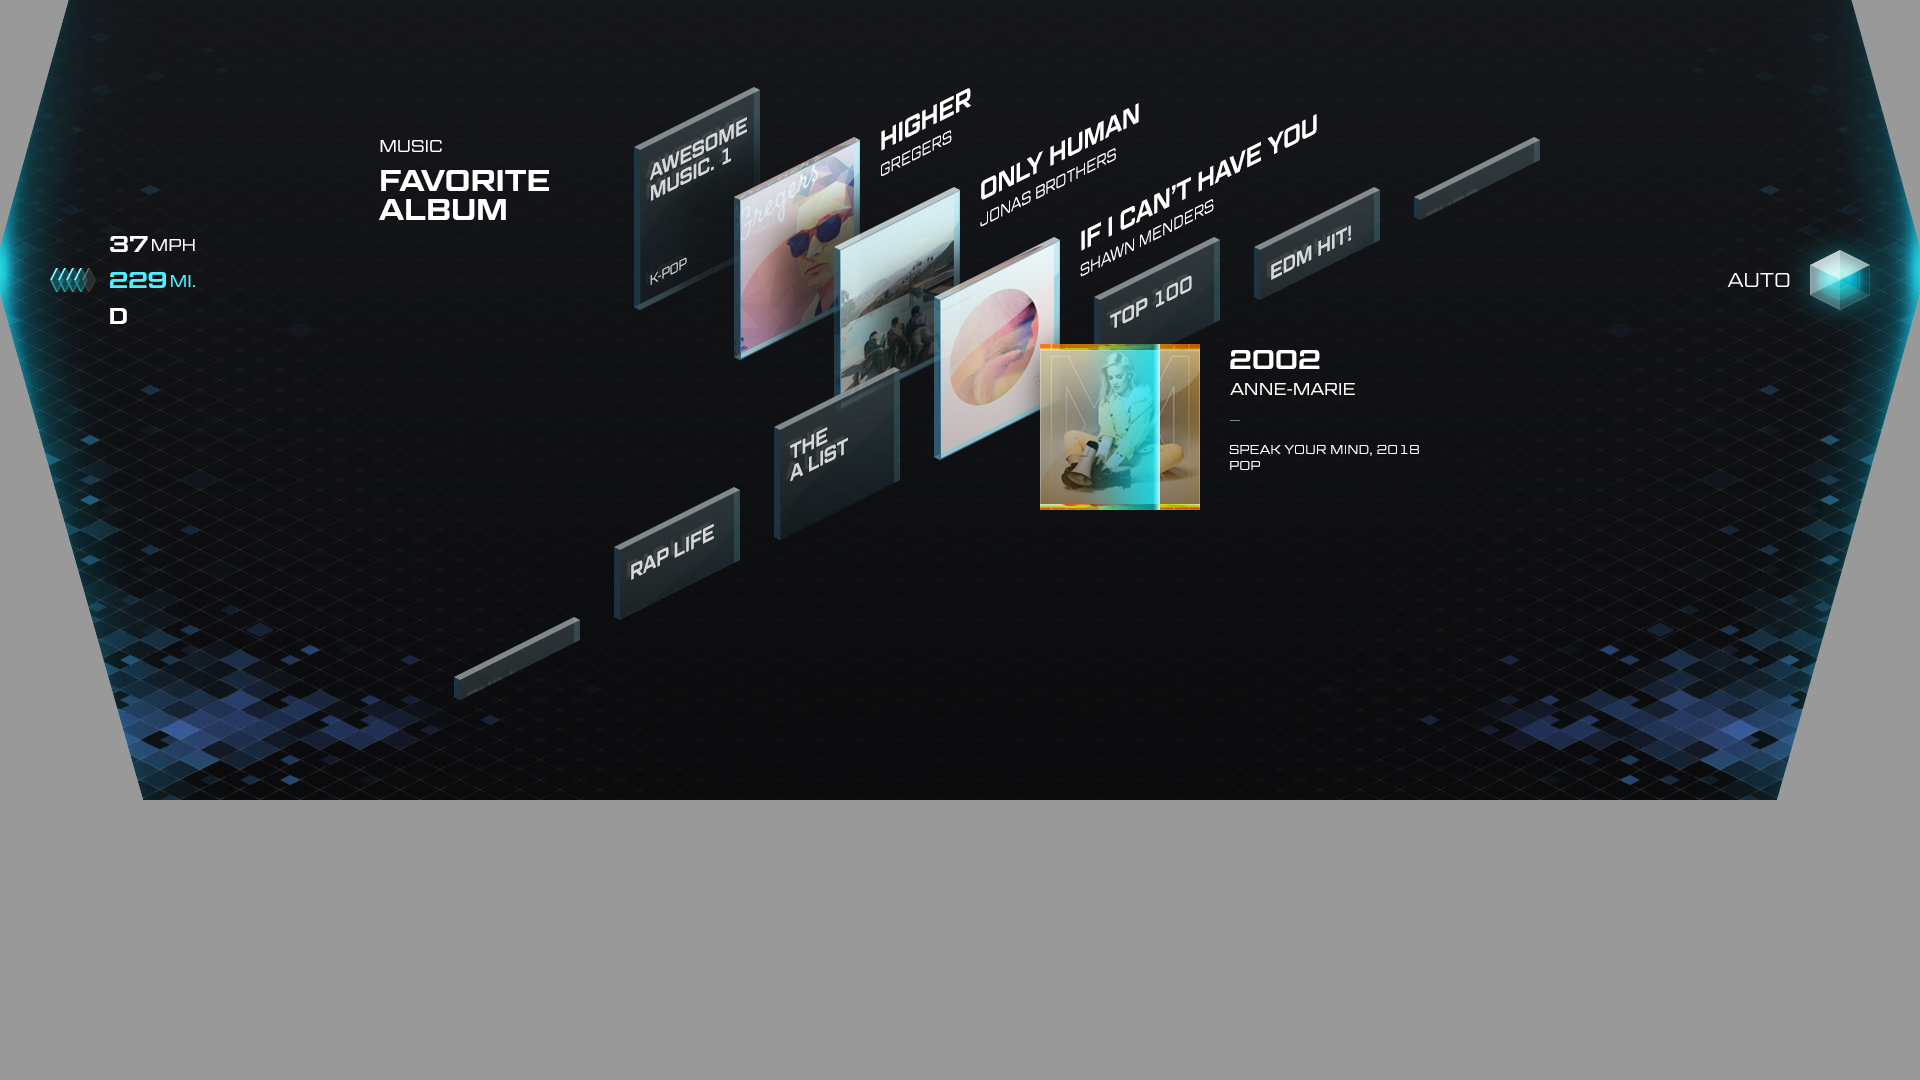 MUSIC
FAVORITE
ALBUM
37 MPH
229 MI.
D
AWESOME
MUSIC. 1
K-POP
Gregers
HIGHER
GREGERS
ONLY HUMAN
JONAS BROTHERS
IF I CAN'T HAVE YOU
SHAWN MENDERS
TOP 100
EDM HIT!
AUTO
2002
ANNE-MARIE
SPEAK YOUR MIND, 2018
POP
THE
A LIST
RAP LIFE